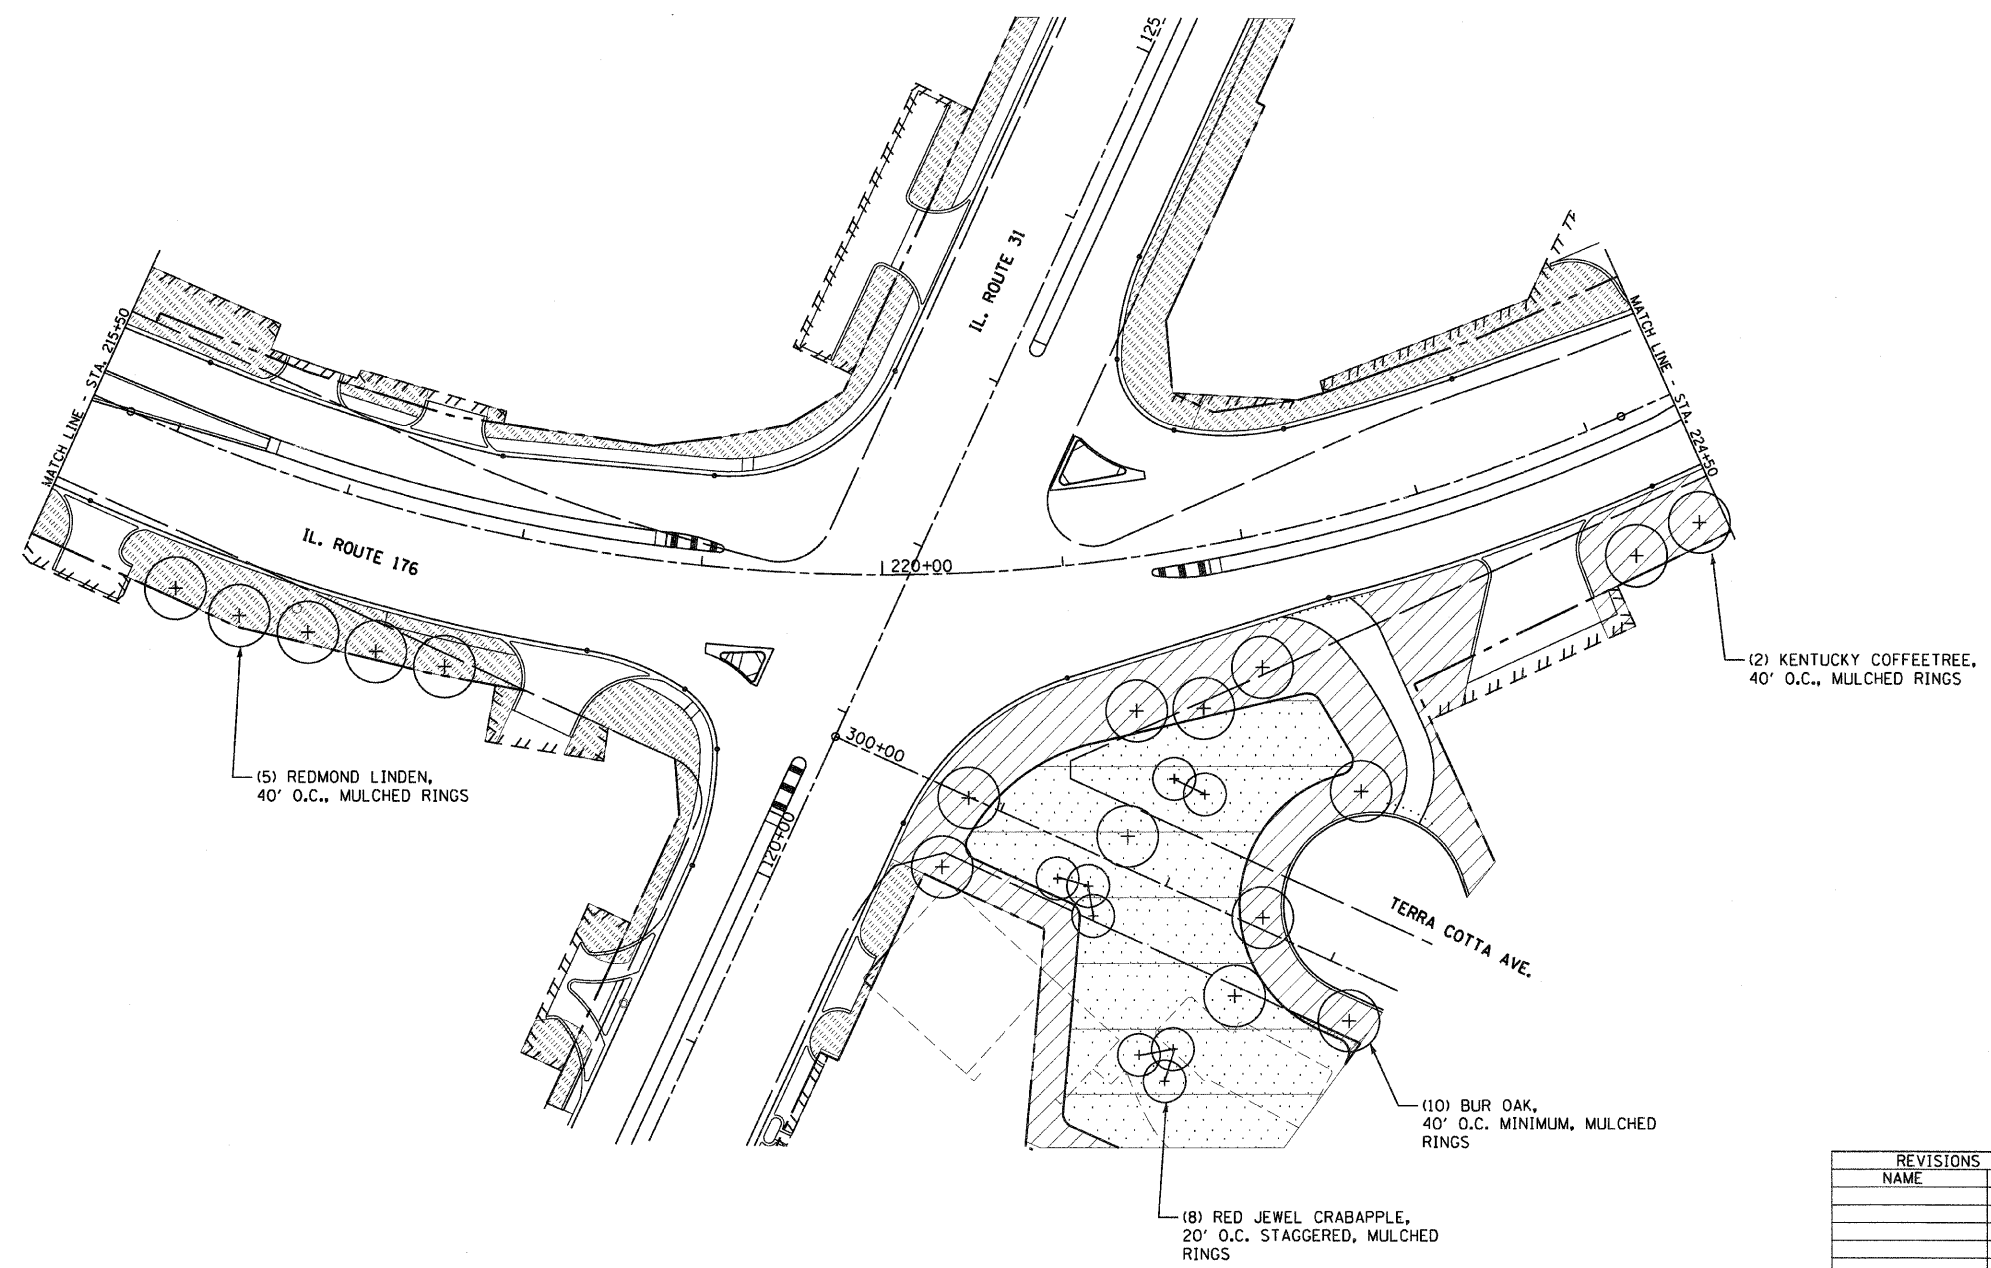 125
IL. ROUTE 31
MATCH LINE - STA. 215+50
MATCH LINE - STA. 224+50
IL. ROUTE 176
220+00
(2) KENTUCKY COFFEETREE,
40' O.C., MULCHED RINGS
300+00
(5) REDMOND LINDEN,
40' O.C., MULCHED RINGS
120+00
TERRA COTTA AVE.
(10) BUR OAK,
40' O.C. MINIMUM, MULCHED
RINGS
(8) RED JEWEL CRABAPPLE,
20' O.C. STAGGERED, MULCHED
RINGS
REVISIONS
NAME